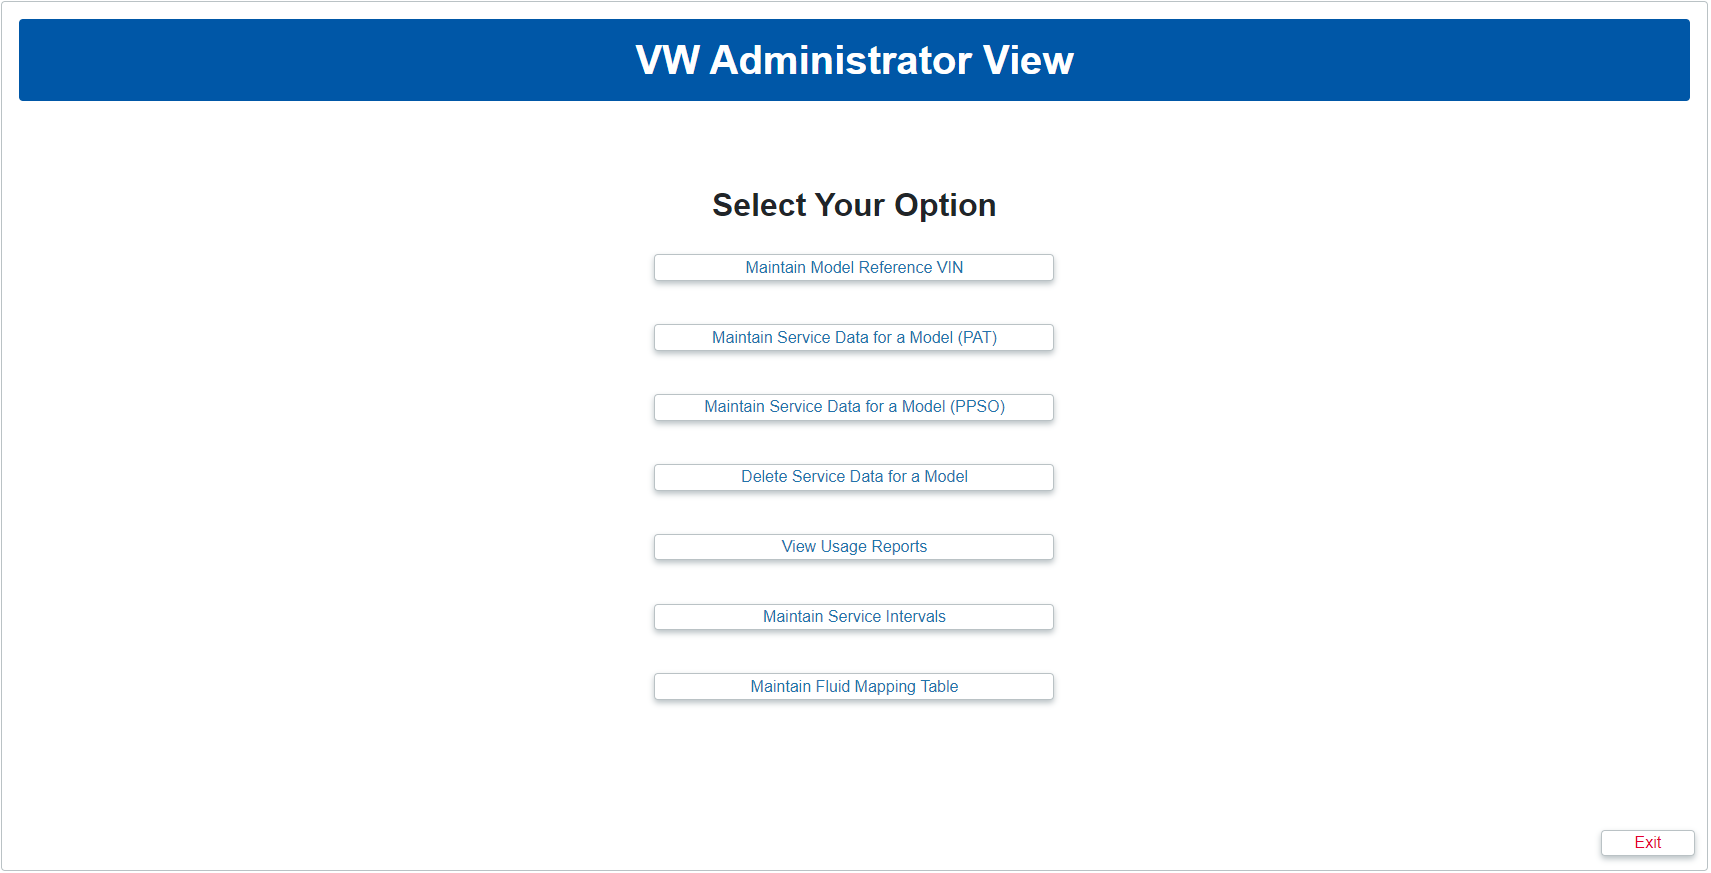 VW Administrator View
Select Your Option
Maintain Model Reference VIN
Maintain Service Data for a Model (PAT)
Maintain Service Data for a Model (PPSO)
Delete Service Data for a Model
View Usage Reports
Maintain Service Intervals
Maintain Fluid Mapping Table
Exit